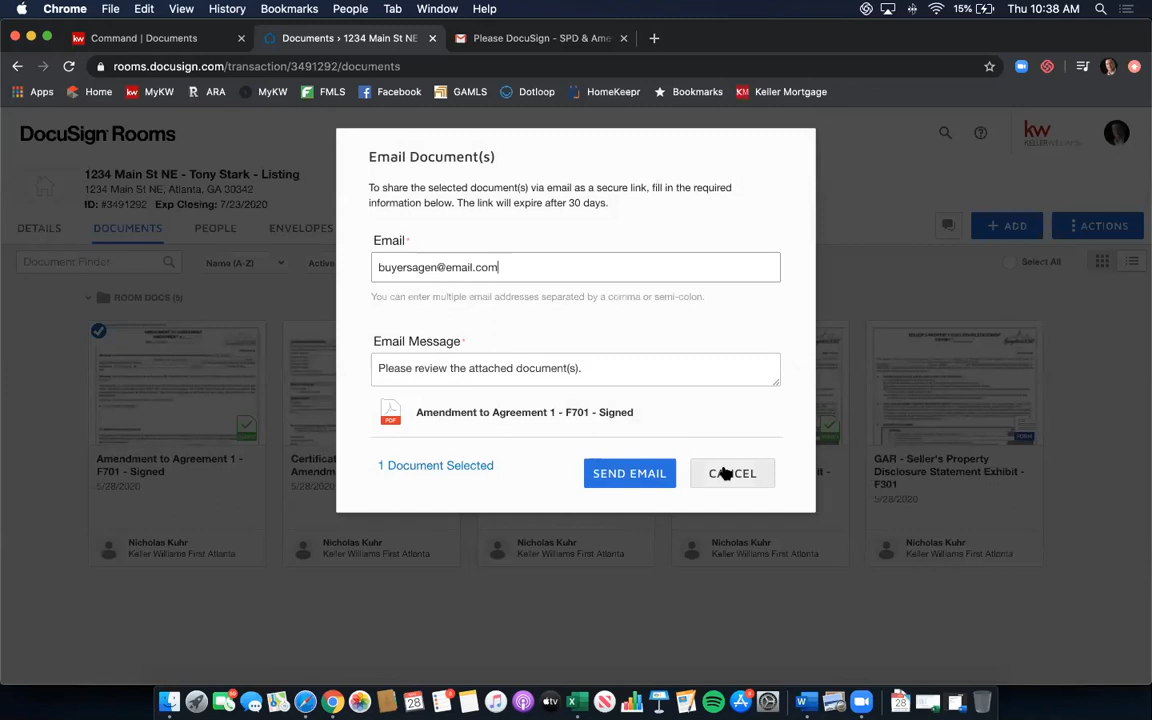 Chrome File Edit View History Bookmarks People Tab Window Help 15% Thu 10:38 AM
Command | Documents × Documents › 1234 Main St NE × Please DocuSign - SPD & Ame × +
rooms.docusign.com/transaction/3491292/documents
Apps Home MyKW ARA MyKW FMLS Facebook GAMLS Dotloop HomeKeepr Bookmarks Keller Mortgage
DocuSign Rooms
kw
1234 Main St NE - Tony Stark - Listing
1234 Main St NE, Atlanta, GA 30342
ID: #3491292 Exp Closing: 7/23/2020
DETAILS DOCUMENTS PEOPLE ENVELOPES + ADD ACTIONS
Document Finder Name (A-Z) Active Select All
ROOM DOCS (5)
Email Document(s)
To share the selected document(s) via email as a secure link, fill in the required
information below. The link will expire after 30 days.
Email*
buyersagen@email.com
You can enter multiple email addresses separated by a comma or semi-colon.
Email Message*
Please review the attached document(s).
PDF Amendment to Agreement 1 - F701 - Signed
1 Document Selected SEND EMAIL CANCEL
Amendment to Agreement 1 -
F701 - Signed
5/28/2020
Nicholas Kuhr
Keller Williams First Atlanta
Nicholas Kuhr
Keller Williams First Atlanta
Nicholas Kuhr
Keller Williams First Atlanta
Nicholas Kuhr
Keller Williams First Atlanta
GAR - Seller's Property
Disclosure Statement Exhibit -
F301
5/28/2020
Nicholas Kuhr
Keller Williams First Atlanta